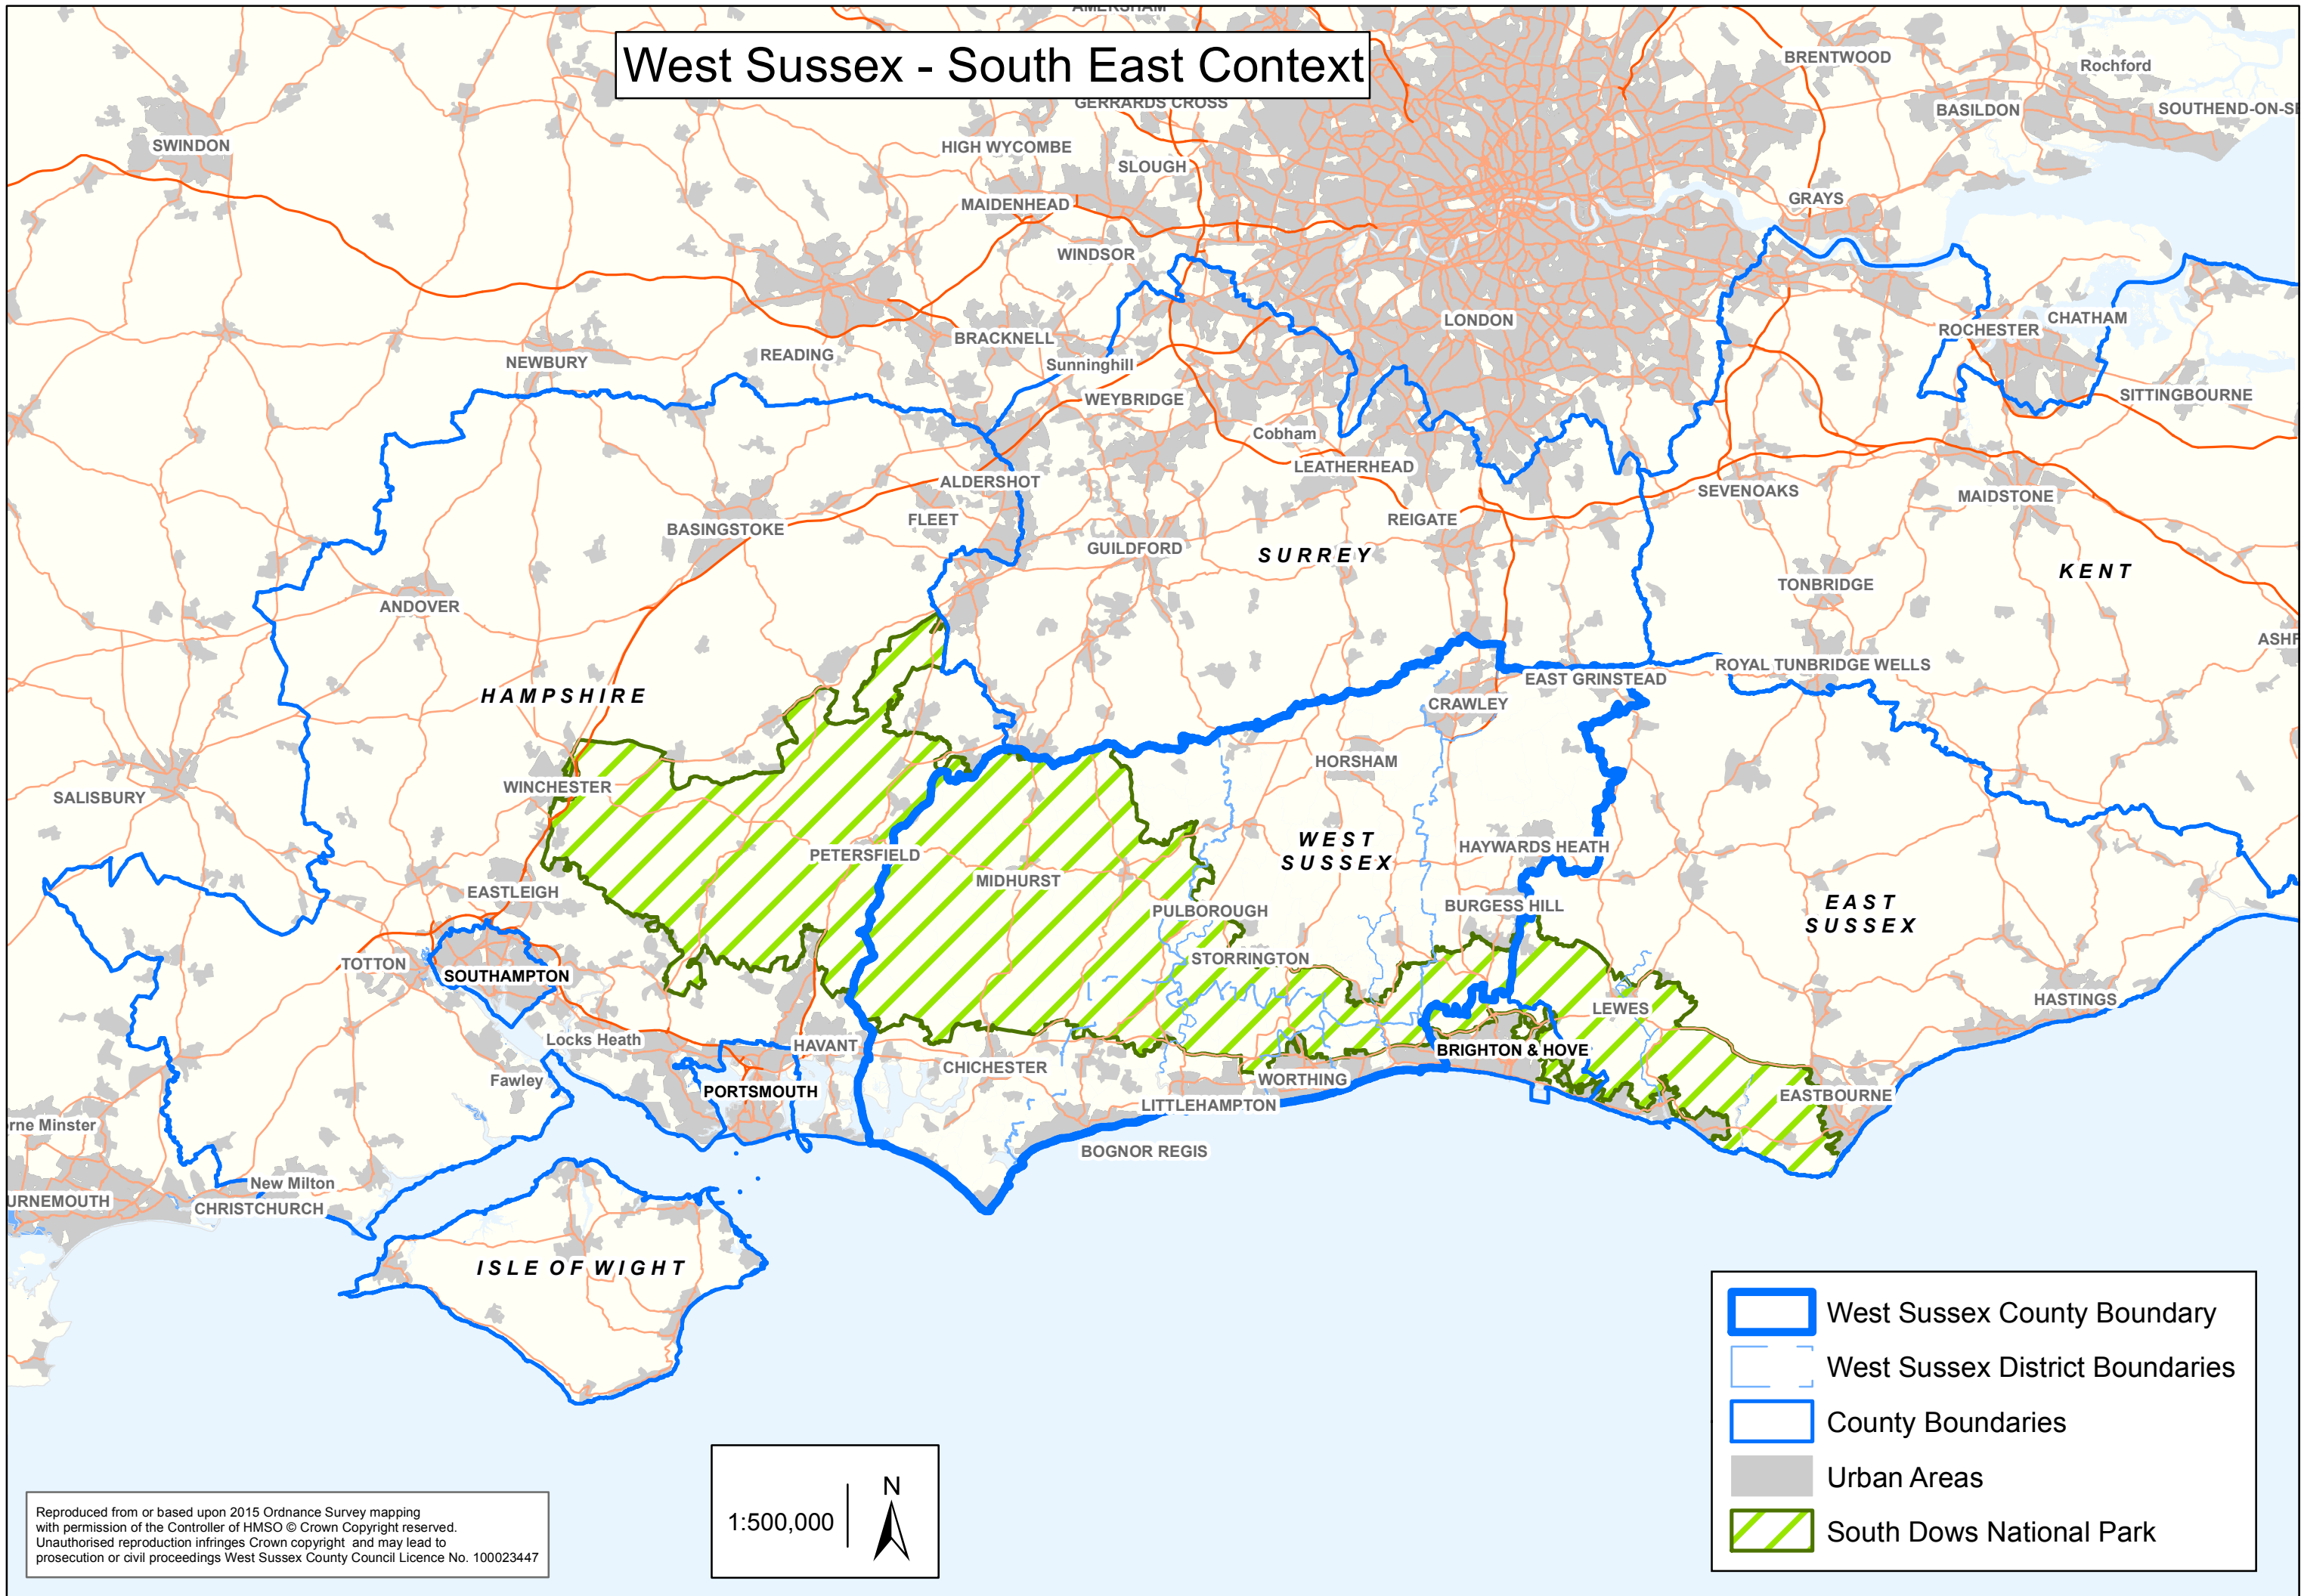 AMERSHAM
West Sussex - South East Context
BRENTWOOD
Rochford
GERRARDS CROSS
BASILDON
SOUTHEND-ON-SE
SWINDON
HIGH WYCOMBE
SLOUGH
MAIDENHEAD
GRAYS
WINDSOR
LONDON
CHATHAM
ROCHESTER
BRACKNELL
READING
NEWBURY
Sunninghill
SITTINGBOURNE
WEYBRIDGE
Cobham
LEATHERHEAD
ALDERSHOT
SEVENOAKS
MAIDSTONE
FLEET
REIGATE
BASINGSTOKE
GUILDFORD
SURREY
KENT
TONBRIDGE
ANDOVER
ASHF
ROYAL TUNBRIDGE WELLS
EAST GRINSTEAD
HAMPSHIRE
CRAWLEY
HORSHAM
WINCHESTER
SALISBURY
WEST
SUSSEX
HAYWARDS HEATH
PETERSFIELD
MIDHURST
EASTLEIGH
EAST
SUSSEX
PULBOROUGH
BURGESS HILL
STORRINGTON
TOTTON
SOUTHAMPTON
HASTINGS
LEWES
Locks Heath
HAVANT
BRIGHTON & HOVE
CHICHESTER
WORTHING
Fawley
PORTSMOUTH
EASTBOURNE
LITTLEHAMPTON
rne Minster
BOGNOR REGIS
New Milton
URNEMOUTH
CHRISTCHURCH
ISLE OF WIGHT
West Sussex County Boundary
West Sussex District Boundaries
County Boundaries
Urban Areas
South Dows National Park
N
1:500,000
Reproduced from or based upon 2015 Ordnance Survey mapping
with permission of the Controller of HMSO © Crown Copyright reserved.
Unauthorised reproduction infringes Crown copyright and may lead to
prosecution or civil proceedings West Sussex County Council Licence No. 100023447